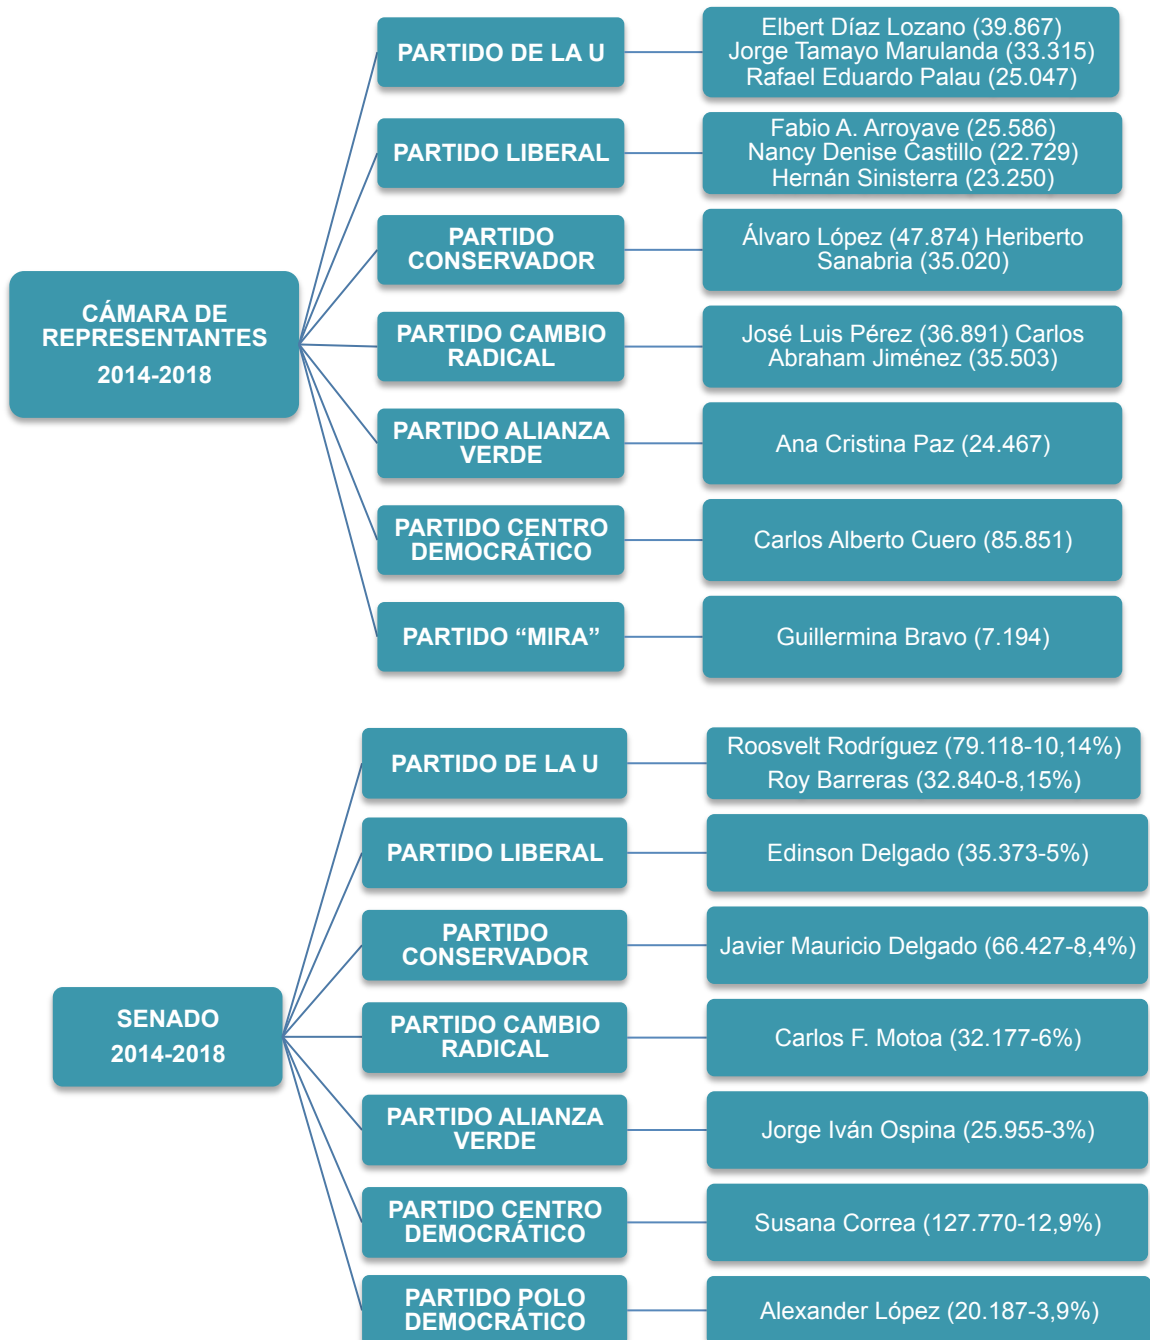 CÁMARA DE
REPRESENTANTES
2014-2018
PARTIDO DE LA U
Elbert Díaz Lozano (39.867)
Jorge Tamayo Marulanda (33.315)
Rafael Eduardo Palau (25.047)
PARTIDO LIBERAL
Fabio A. Arroyave (25.586)
Nancy Denise Castillo (22.729)
Hernán Sinisterra (23.250)
PARTIDO
CONSERVADOR
Álvaro López (47.874) Heriberto
Sanabria (35.020)
PARTIDO CAMBIO
RADICAL
José Luis Pérez (36.891) Carlos
Abraham Jiménez (35.503)
PARTIDO ALIANZA
VERDE
Ana Cristina Paz (24.467)
PARTIDO CENTRO
DEMOCRÁTICO
Carlos Alberto Cuero (85.851)
PARTIDO “MIRA”
Guillermina Bravo (7.194)
SENADO
2014-2018
PARTIDO DE LA U
Roosvelt Rodríguez (79.118-10,14%)
Roy Barreras (32.840-8,15%)
PARTIDO LIBERAL
Edinson Delgado (35.373-5%)
PARTIDO
CONSERVADOR
Javier Mauricio Delgado (66.427-8,4%)
PARTIDO CAMBIO
RADICAL
Carlos F. Motoa (32.177-6%)
PARTIDO ALIANZA
VERDE
Jorge Iván Ospina (25.955-3%)
PARTIDO CENTRO
DEMOCRÁTICO
Susana Correa (127.770-12,9%)
PARTIDO POLO
DEMOCRÁTICO
Alexander López (20.187-3,9%)